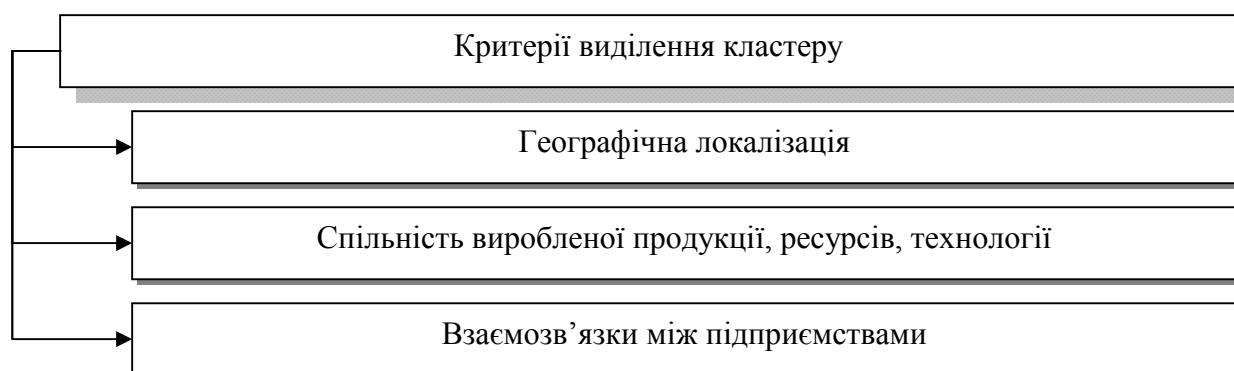 Критерії виділення кластеру
Географічна локалізація
Спільність виробленої продукції, ресурсів, технології
Взаємозв’язки між підприємствами